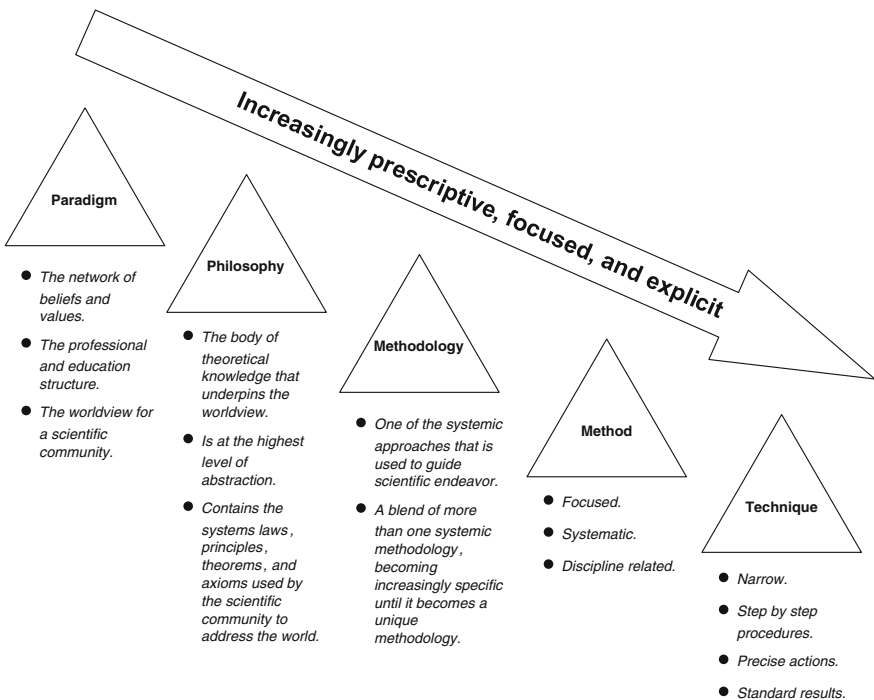 Increasingly prescriptive, focused, and explicit
Paradigm
● The network of
beliefs and
values.
● The professional
and education
structure.
● The worldview for
a scientific
community.
Philosophy
● The body of
theoretical
knowledge that
underpins the
worldview.
● Is at the highest
level of
abstraction.
● Contains the
systems laws,
principles,
theorems, and
axioms used by
the scientific
community to
address the world.
Methodology
● One of the systemic
approaches that is
used to guide
scientific endeavor.
● A blend of more
than one systemic
methodology,
becoming
increasingly specific
until it becomes a
unique
methodology.
Method
● Focused.
● Systematic.
● Discipline related.
Technique
● Narrow.
● Step by step
procedures.
● Precise actions.
● Standard results.